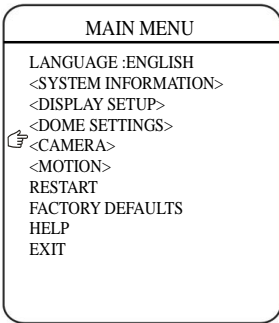 MAIN MENU
LANGUAGE :ENGLISH
<SYSTEM INFORMATION>
<DISPLAY SETUP>
<DOME SETTINGS>
<CAMERA>
<MOTION>
RESTART
FACTORY DEFAULTS
HELP
EXIT